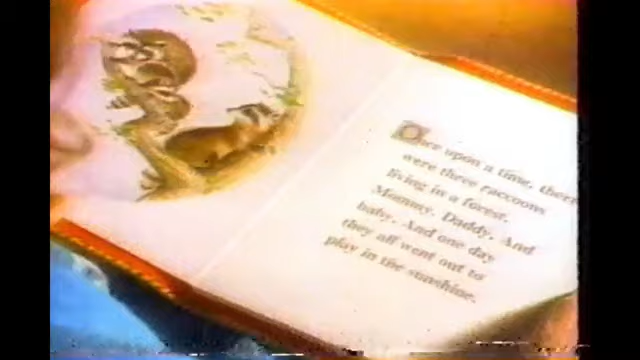 Once upon a time, there
were three raccoons
living in a forest.
Mommy. Daddy. And
baby. And one day
they all went out to
play in the sunshine.